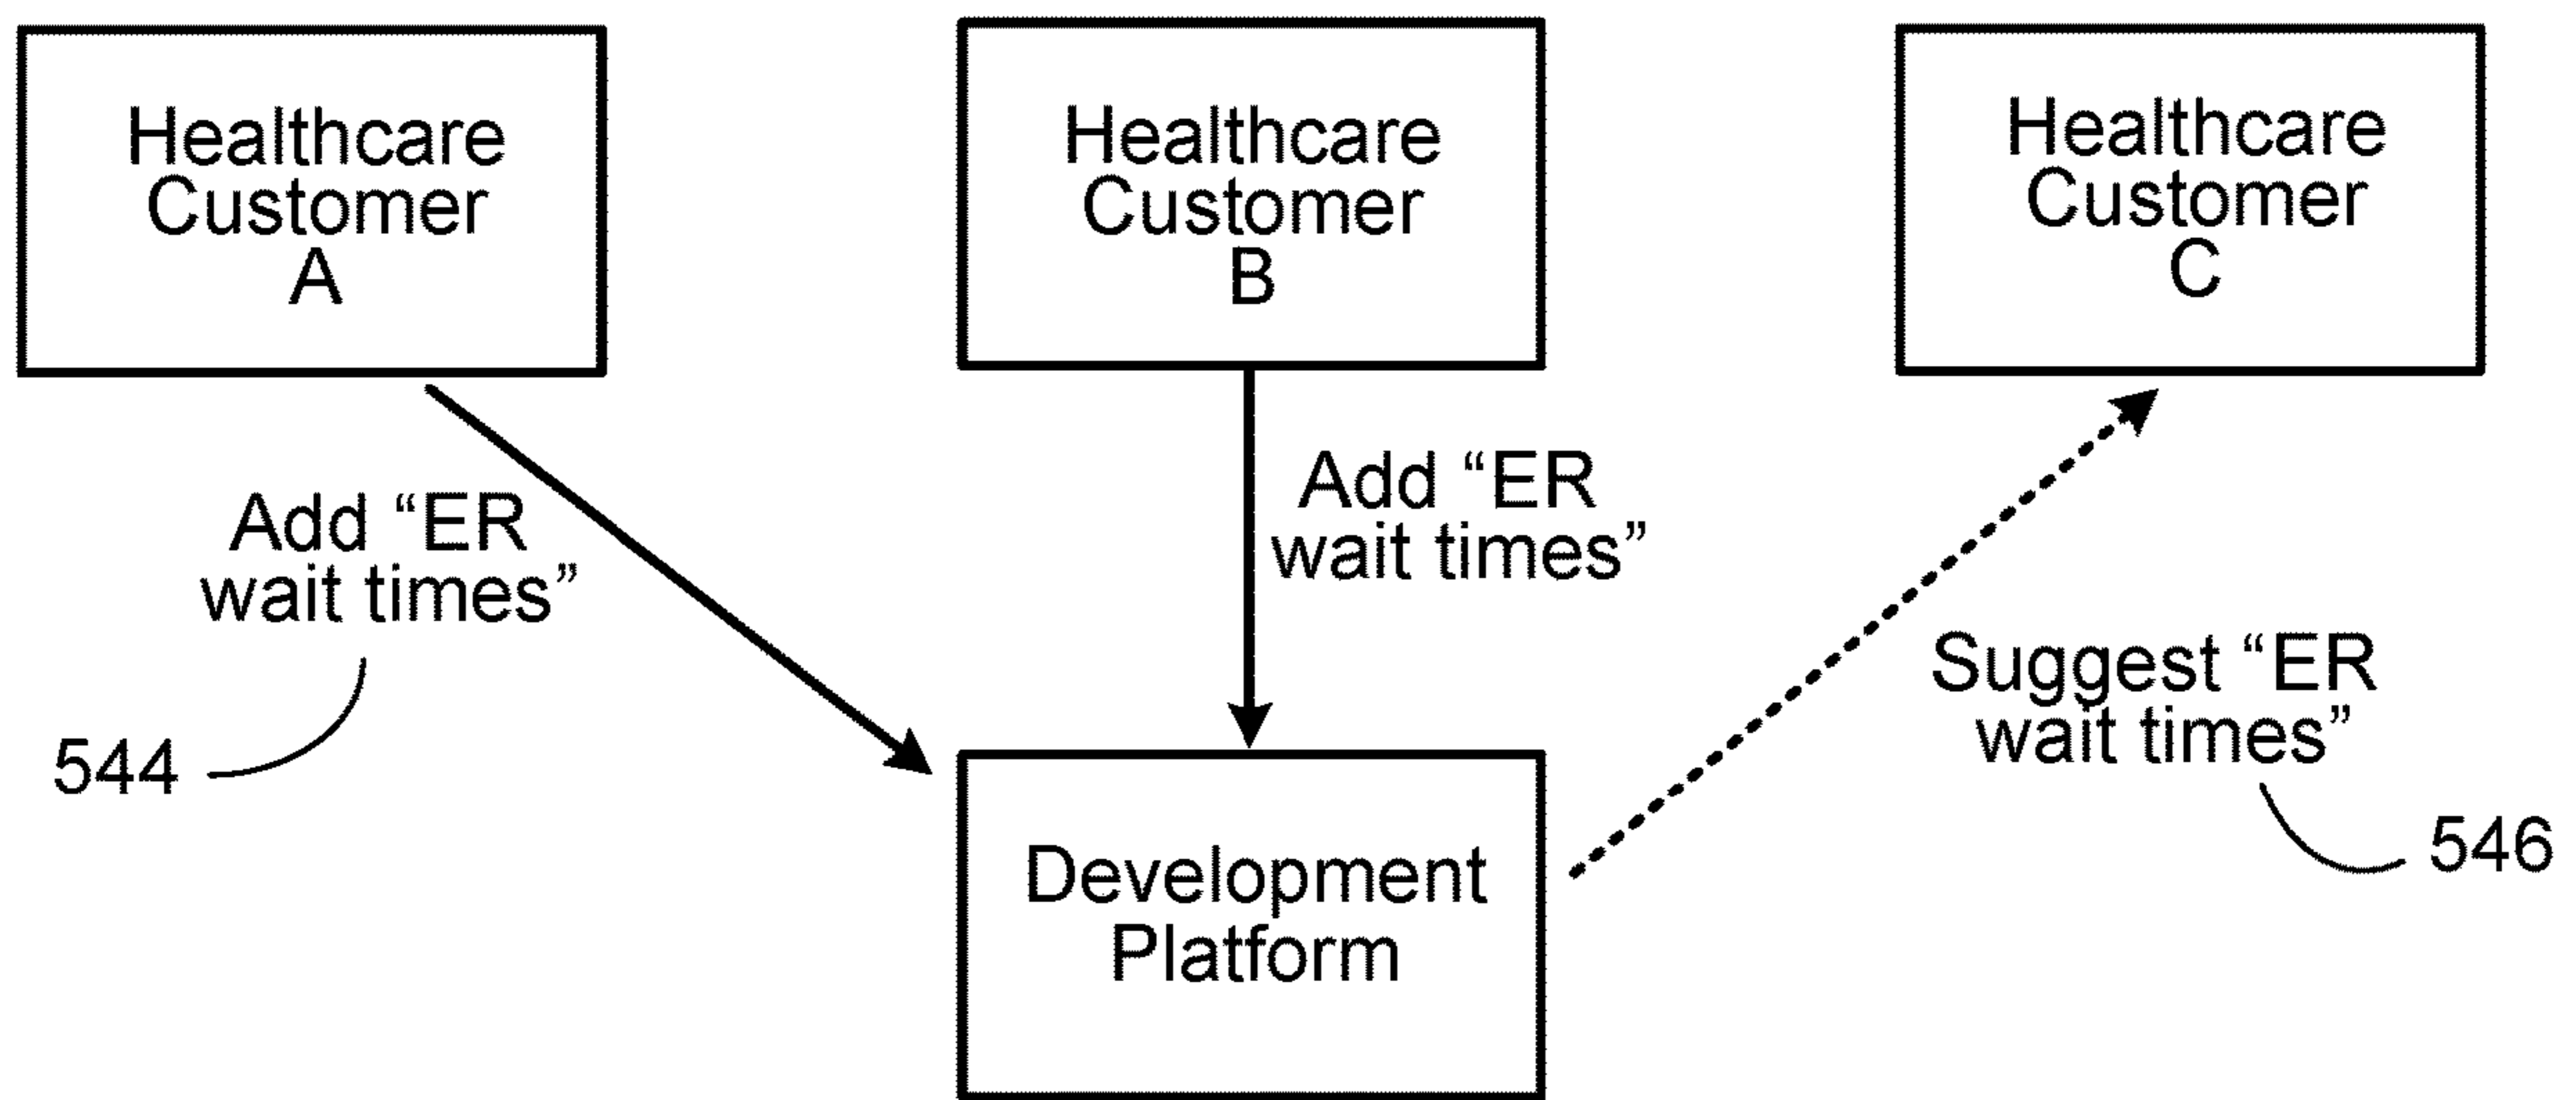 Healthcare
Customer
A
Healthcare
Customer
B
Healthcare
Customer
C
Add “ER
wait times”
544
Add “ER
wait times”
Suggest “ER
wait times”
546
Development
Platform